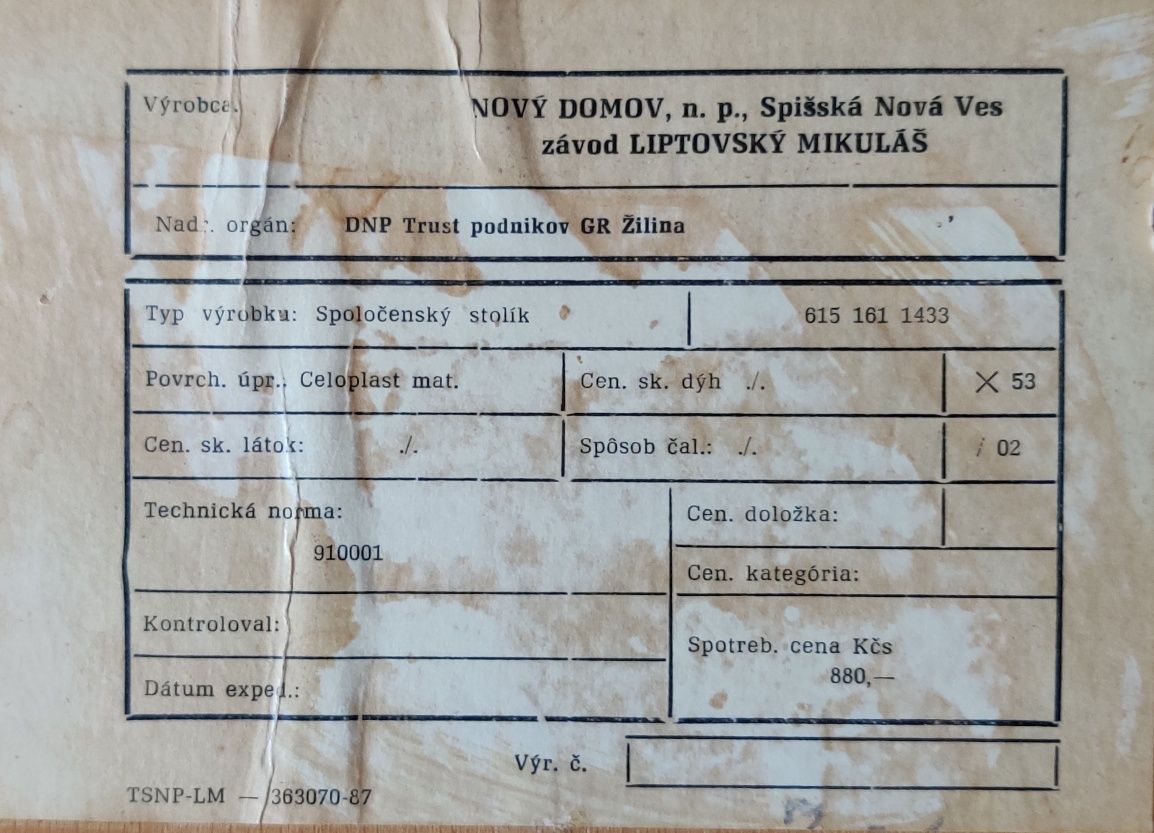 Výrobca.
NOVÝ DOMOV, n. p., Spišská Nová Ves
závod LIPTOVSKÝ MIKULÁŠ
Nad. orgán: DNP Trust podnikov GR Žilina
Typ výrobku: Spoločenský stolík 615 161 1433
Povrch. úpr.: Celoplast mat. Cen. sk. dýh ./. X 53
Cen. sk. látok: ./. Spôsob čal.: ./. 02
Technická norma: Cen. doložka:
910001
Cen. kategória:
Kontroloval:
Spotreb. cena Kčs
880,—
Dátum exped.:
Výr. č.
TSNP-LM — 363070-87